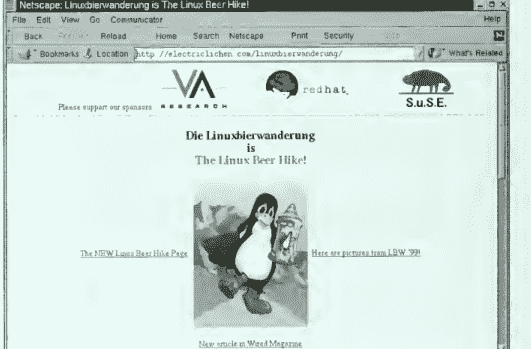 Netscape: Linuxbierwanderung is The Linux Beer Hike!
File Edit View Go Communicator Help
Back Reload Home Search Netscape Print Security
Bookmarks Location http://electriclichen.com/linuxbierwanderung/ What's Related
Please support our sponsors VA RESEARCH redhat. S.u.S.E.
Die Linuxbierwanderung
is
The Linux Beer Hike!
The NEW Linux Beer Hike Page Here are pictures from LBW '99!
New article in Wired Magazine